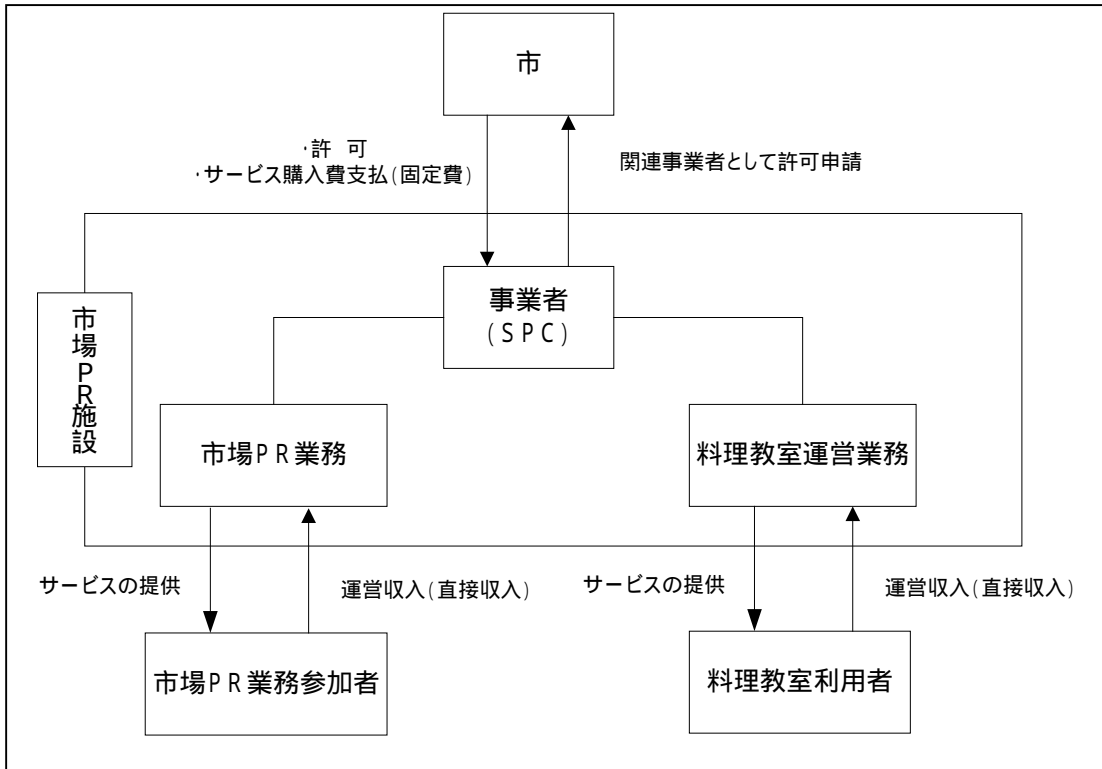 市
・許　可
・サービス購入費支払(固定費)
関連事業者として許可申請
事業者
(SPC)
市場PR施設
市場PR業務
料理教室運営業務
サービスの提供
運営収入(直接収入)
サービスの提供
運営収入(直接収入)
市場PR業務参加者
料理教室利用者